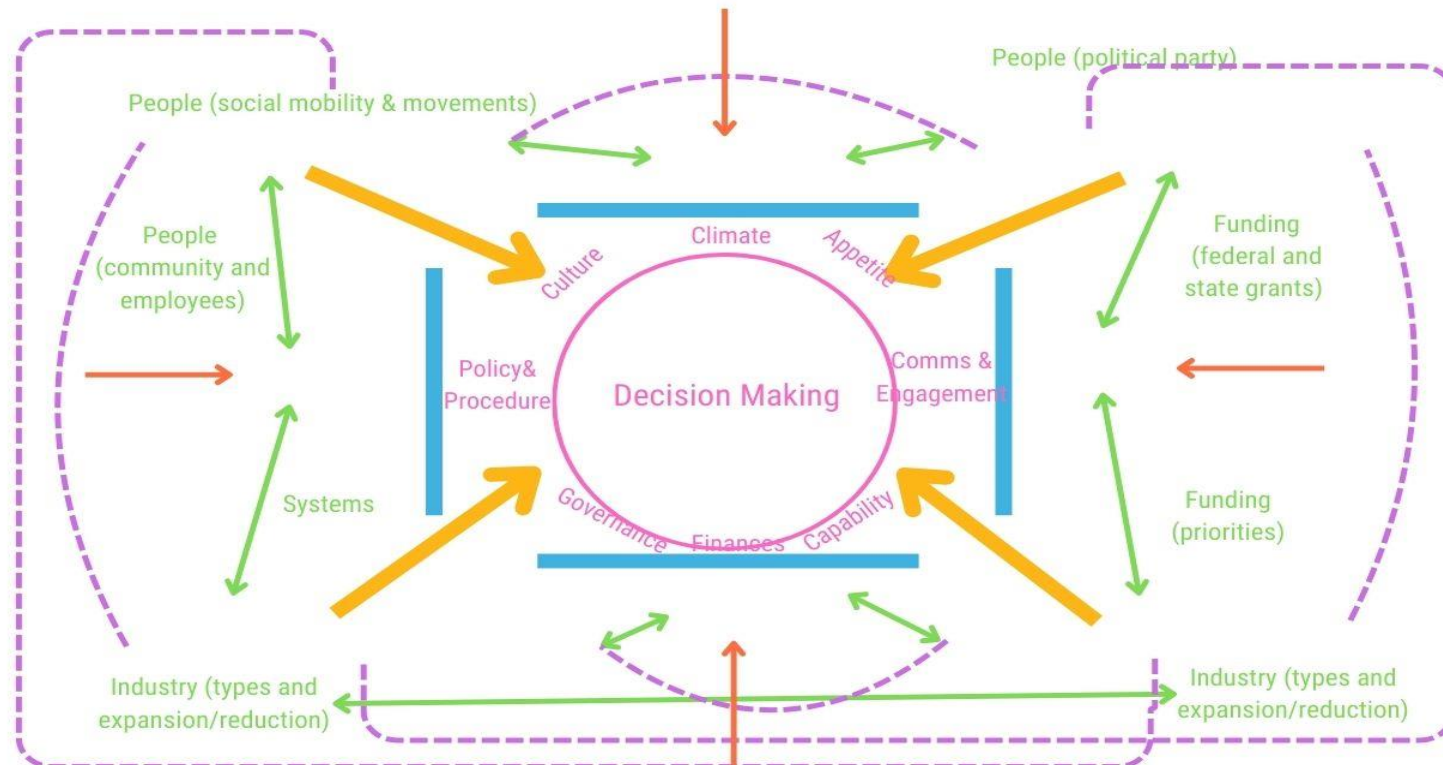 People (political party)
People (social mobility & movements)
People
(community and
employees)
Culture
Climate
Appetite
Funding
(federal and
state grants)
Policy&
Procedure
Decision Making
Comms &
Engagement
Systems
Governance
Finances
Capability
Funding
(priorities)
Industry (types and
expansion/reduction)
Industry (types and
expansion/reduction)